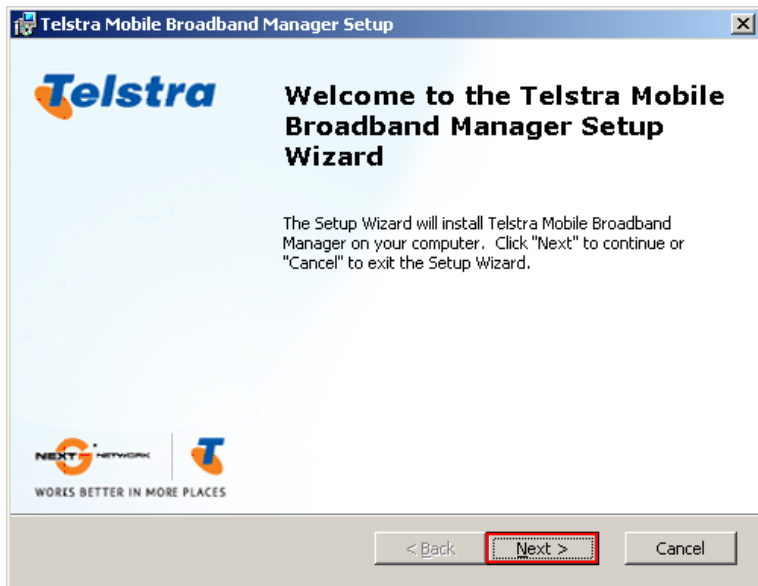 Telstra Mobile Broadband Manager Setup
Telstra
Welcome to the Telstra Mobile
Broadband Manager Setup
Wizard
The Setup Wizard will install Telstra Mobile Broadband
Manager on your computer. Click "Next" to continue or
"Cancel" to exit the Setup Wizard.
NEXT G NETWORK
T
WORKS BETTER IN MORE PLACES
< Back
Next >
Cancel